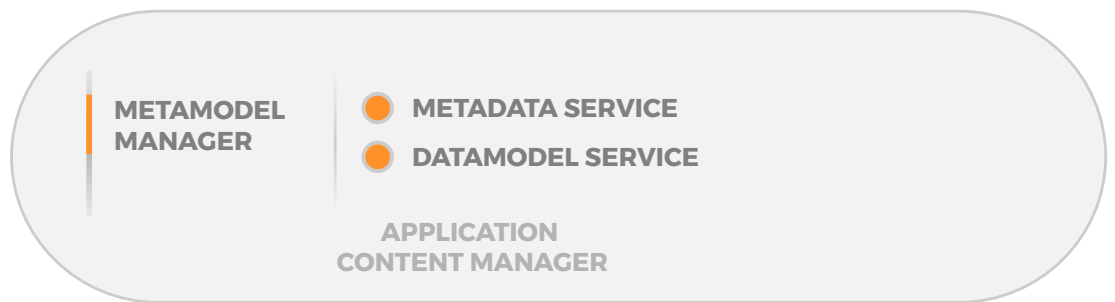 METAMODEL
MANAGER
METADATA SERVICE
DATAMODEL SERVICE
APPLICATION
CONTENT MANAGER